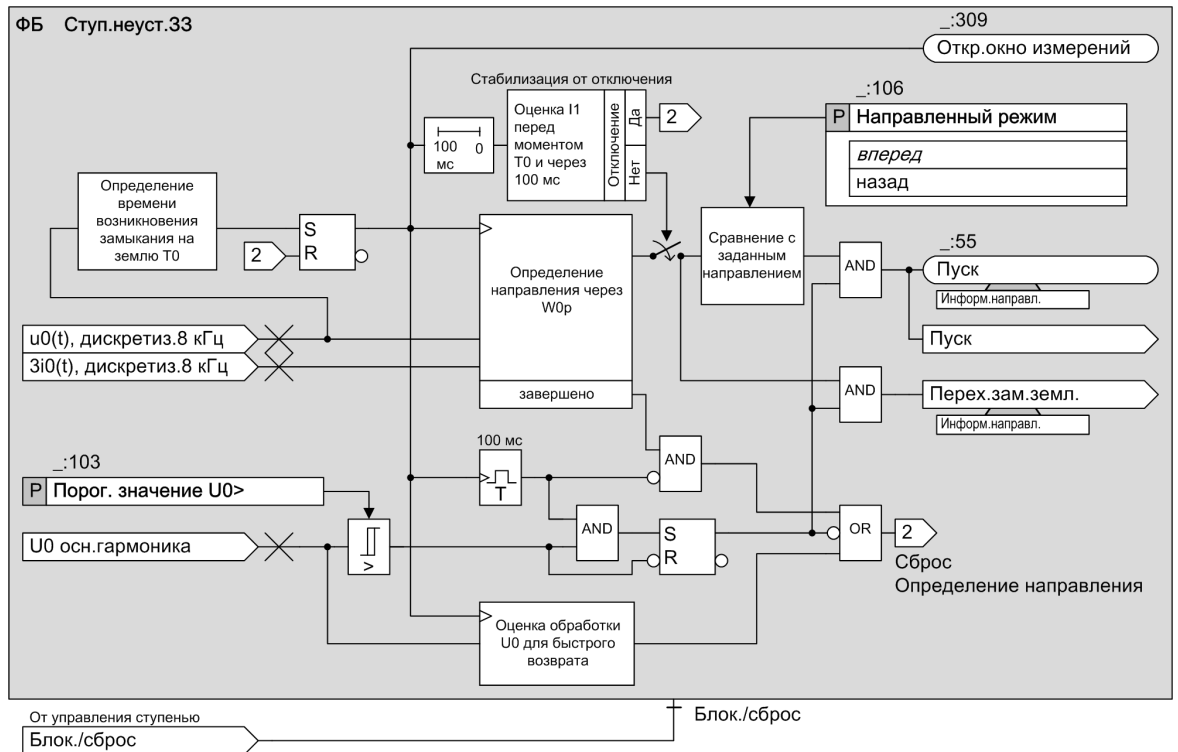 ФБ Ступ.неуст.33
_:309
Откр.окно измерений
Стабилизация от отключения
100 0
мс
Оценка I1
перед
моментом
T0 и через
100 мс
Отключение
Да
Нет
2
_:106
P Направленный режим
вперед
назад
Определение
времени
возникновения
замыкания на
землю T0
S
R
2
Определение
направления через
W0p
завершено
Сравнение с
заданным
направлением
AND
_:55
Пуск
Информ.направл.
Пуск
u0(t), дискретиз.8 кГц
3i0(t), дискретиз.8 кГц
AND
Перех.зам.земл.
Информ.направл.
100 мс
T
AND
_:103
P Порог. значение U0>
U0 осн.гармоника
>
AND
S
R
OR
2
Сброс
Определение направления
Оценка обработки
U0 для быстрого
возврата
Блок./сброс
От управления ступенью
Блок./сброс